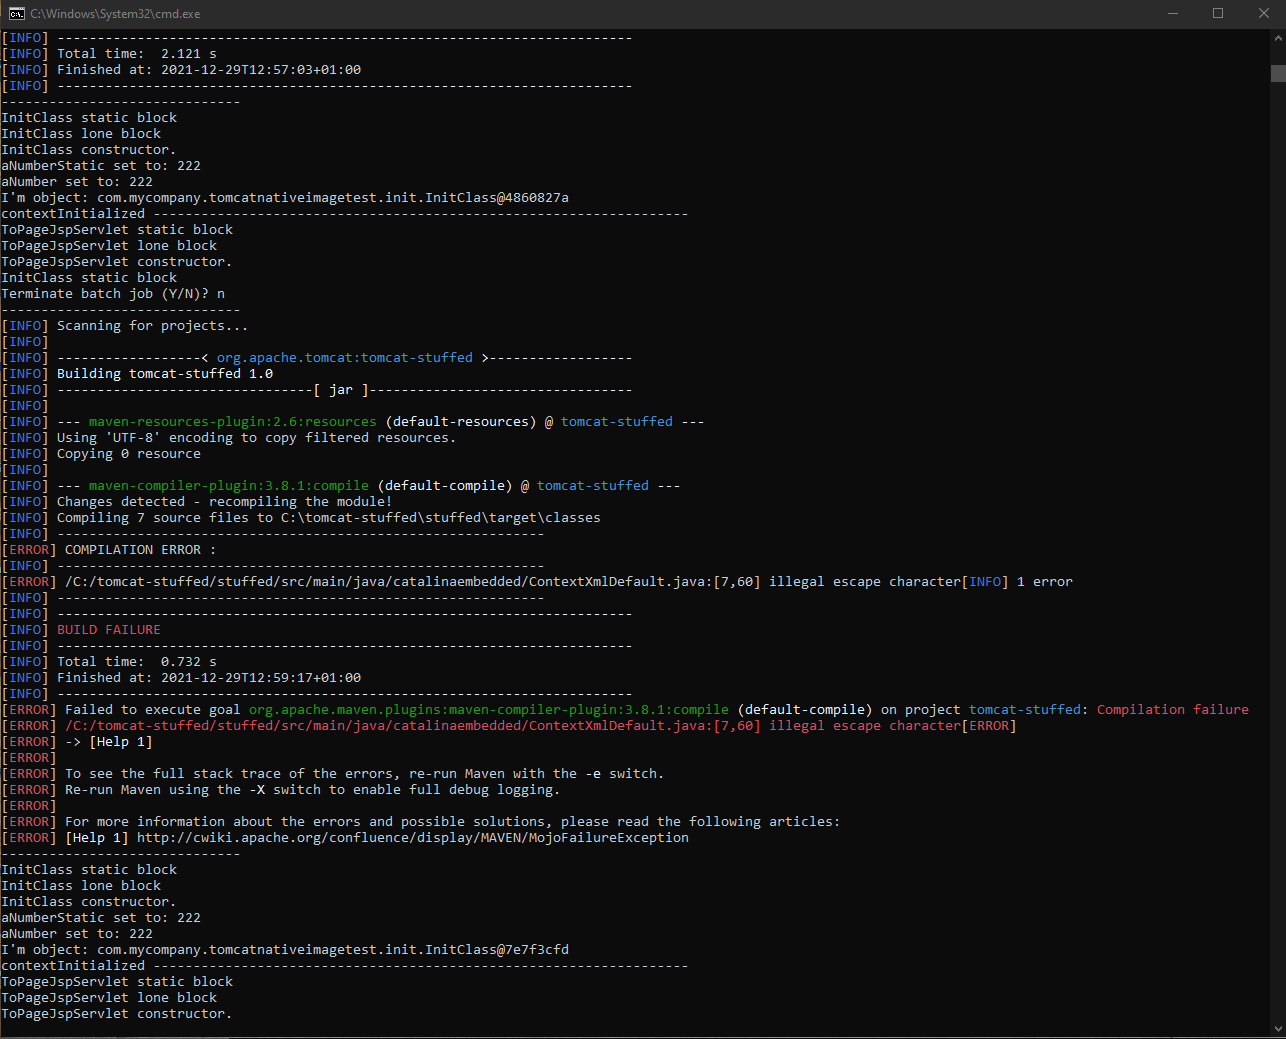 C:\Windows\System32\cmd.exe
[INFO] ------------------------------------------------------------------------
[INFO] Total time:  2.121 s
[INFO] Finished at: 2021-12-29T12:57:03+01:00
[INFO] ------------------------------------------------------------------------
------------------------------
InitClass static block
InitClass lone block
InitClass constructor.
aNumberStatic set to: 222
aNumber set to: 222
I'm object: com.mycompany.tomcatnativeimagetest.init.InitClass@4860827a
contextInitialized -------------------------------------------------------------------
ToPageJspServlet static block
ToPageJspServlet lone block
ToPageJspServlet constructor.
InitClass static block
Terminate batch job (Y/N)? n
------------------------------
[INFO] Scanning for projects...
[INFO]
[INFO] ------------------< org.apache.tomcat:tomcat-stuffed >------------------
[INFO] Building tomcat-stuffed 1.0
[INFO] --------------------------------[ jar ]---------------------------------
[INFO]
[INFO] --- maven-resources-plugin:2.6:resources (default-resources) @ tomcat-stuffed ---
[INFO] Using 'UTF-8' encoding to copy filtered resources.
[INFO] Copying 0 resource
[INFO]
[INFO] --- maven-compiler-plugin:3.8.1:compile (default-compile) @ tomcat-stuffed ---
[INFO] Changes detected - recompiling the module!
[INFO] Compiling 7 source files to C:\tomcat-stuffed\stuffed\target\classes
[INFO] -------------------------------------------------------------
[ERROR] COMPILATION ERROR :
[INFO] -------------------------------------------------------------
[ERROR] /C:/tomcat-stuffed/stuffed/src/main/java/catalinaembedded/ContextXmlDefault.java:[7,60] illegal escape character[INFO] 1 error
[INFO] -------------------------------------------------------------
[INFO] ------------------------------------------------------------------------
[INFO] BUILD FAILURE
[INFO] ------------------------------------------------------------------------
[INFO] Total time:  0.732 s
[INFO] Finished at: 2021-12-29T12:59:17+01:00
[INFO] ------------------------------------------------------------------------
[ERROR] Failed to execute goal org.apache.maven.plugins:maven-compiler-plugin:3.8.1:compile (default-compile) on project tomcat-stuffed: Compilation failure
[ERROR] /C:/tomcat-stuffed/stuffed/src/main/java/catalinaembedded/ContextXmlDefault.java:[7,60] illegal escape character[ERROR]
[ERROR] -> [Help 1]
[ERROR]
[ERROR] To see the full stack trace of the errors, re-run Maven with the -e switch.
[ERROR] Re-run Maven using the -X switch to enable full debug logging.
[ERROR]
[ERROR] For more information about the errors and possible solutions, please read the following articles:
[ERROR] [Help 1] http://cwiki.apache.org/confluence/display/MAVEN/MojoFailureException
------------------------------
InitClass static block
InitClass lone block
InitClass constructor.
aNumberStatic set to: 222
aNumber set to: 222
I'm object: com.mycompany.tomcatnativeimagetest.init.InitClass@7e7f3cfd
contextInitialized -------------------------------------------------------------------
ToPageJspServlet static block
ToPageJspServlet lone block
ToPageJspServlet constructor.